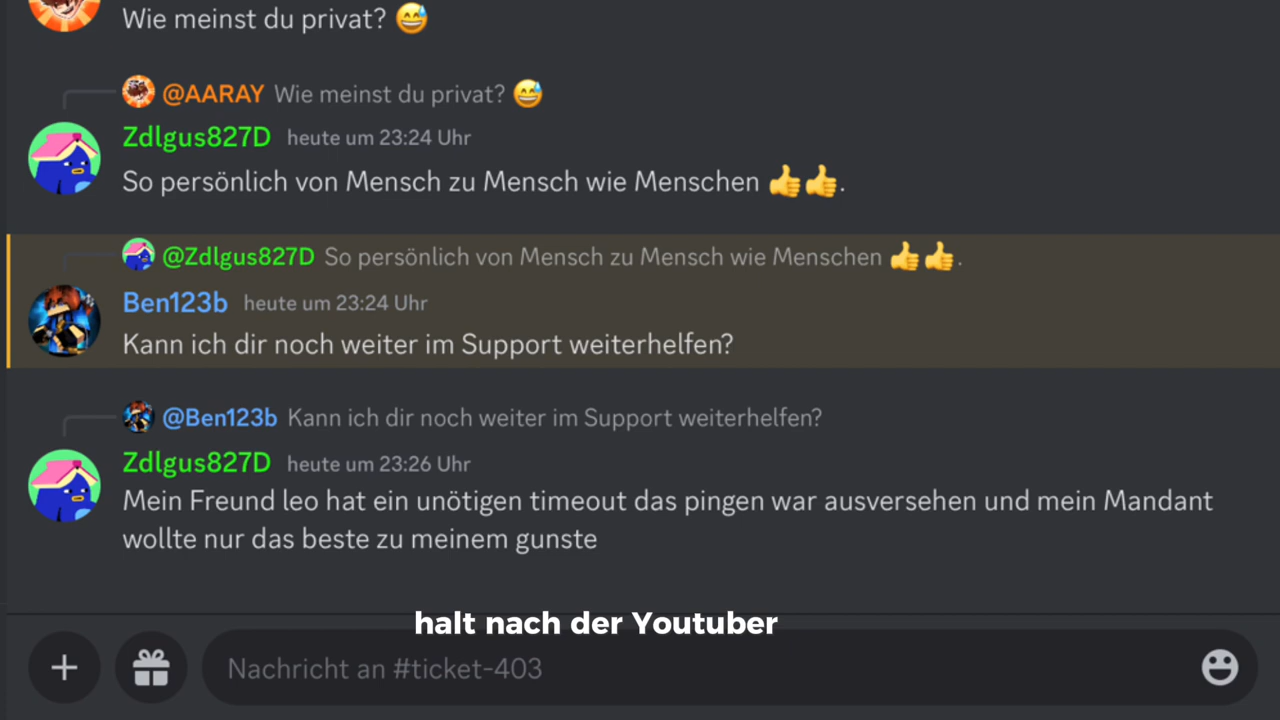 Wie meinst du privat? 😅
@AARAY Wie meinst du privat? 😅
Zdlgus827D heute um 23:24 Uhr
So persönlich von Mensch zu Mensch wie Menschen 👍👍.
@Zdlgus827D So persönlich von Mensch zu Mensch wie Menschen 👍👍.
Ben123b heute um 23:24 Uhr
Kann ich dir noch weiter im Support weiterhelfen?
@Ben123b Kann ich dir noch weiter im Support weiterhelfen?
Zdlgus827D heute um 23:26 Uhr
Mein Freund leo hat ein unötigen timeout das pingen war ausversehen und mein Mandant
wollte nur das beste zu meinem gunste
halt nach der Youtuber
Nachricht an #ticket-403